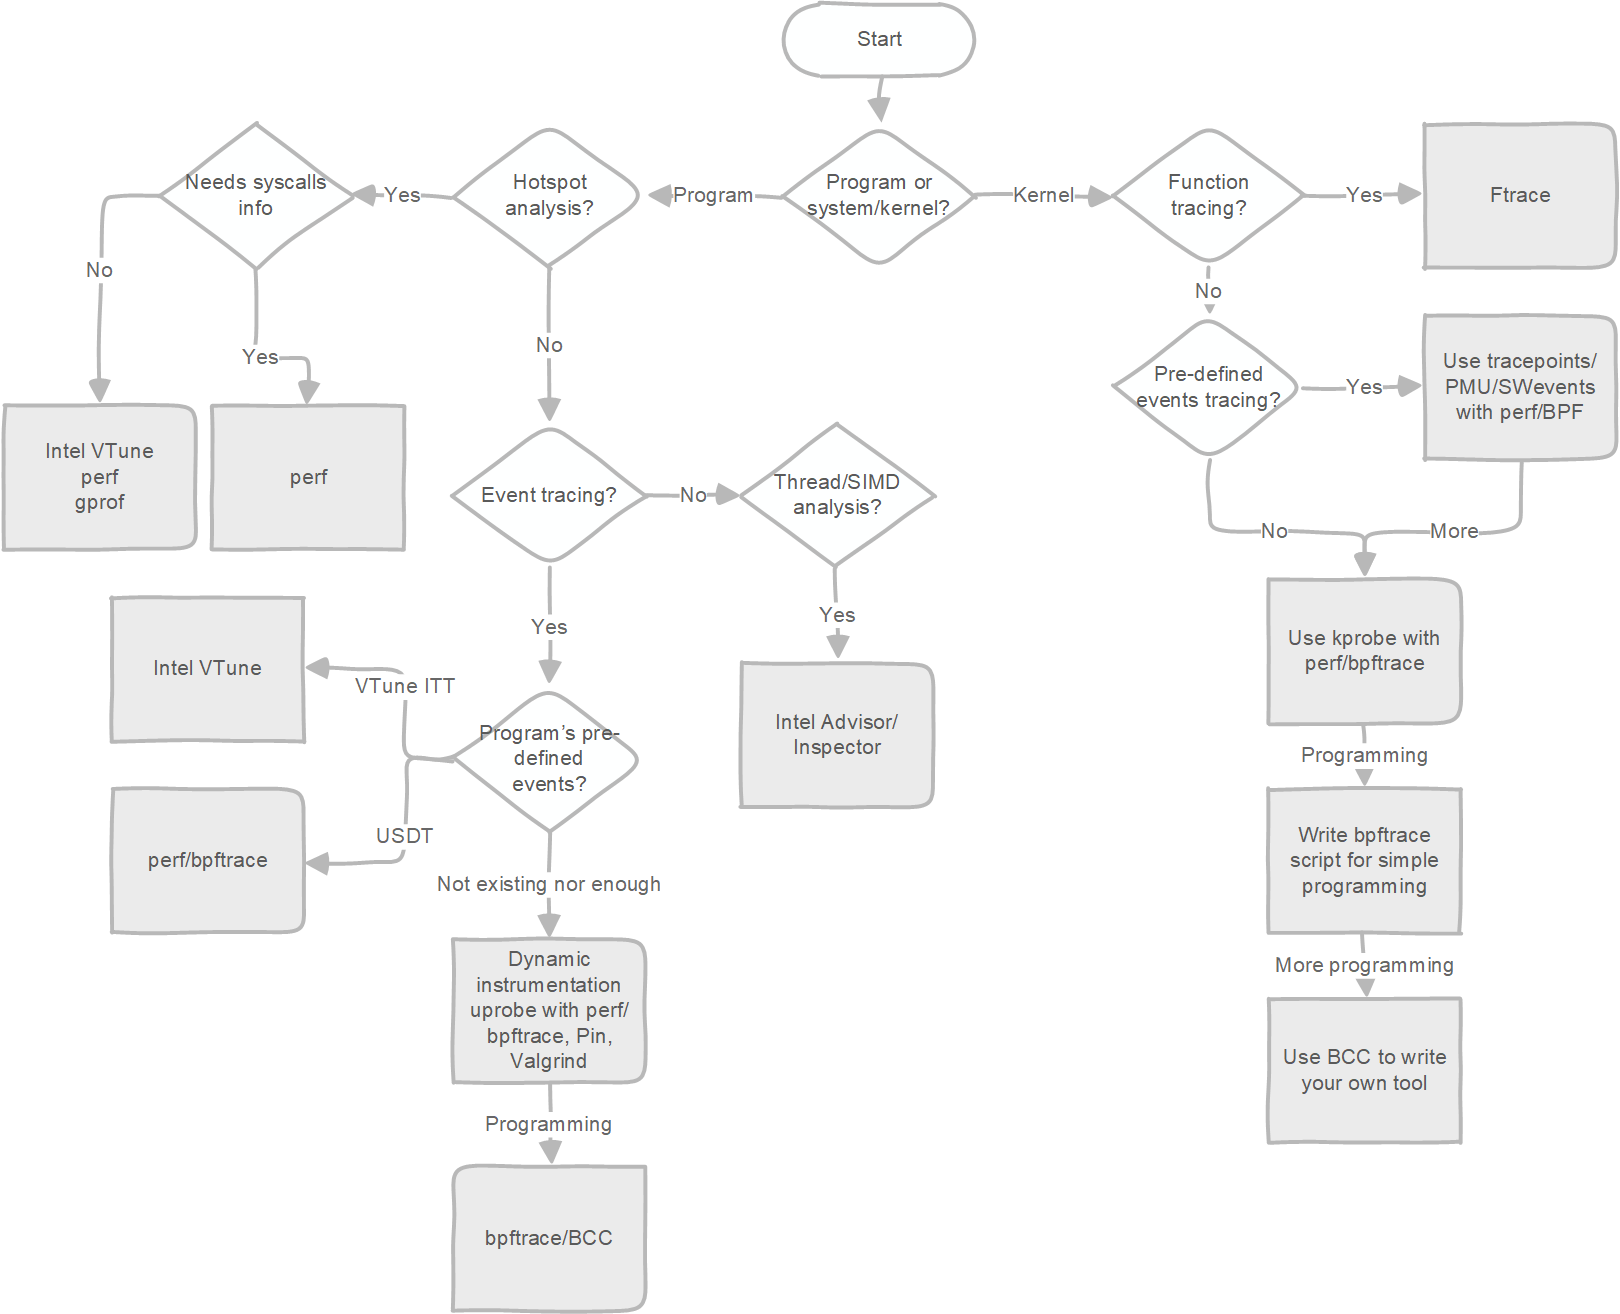 Start
Needs syscalls
info
Yes
Hotspot
analysis?
Program
Program or
system/kernel?
Kernel
Function
tracing?
Yes
Ftrace
No
Yes
No
No
Intel VTune
perf
gprof
perf
Pre-defined
events tracing?
Yes
Use tracepoints/
PMU/SWevents
with perf/BPF
Event tracing?
No
Thread/SIMD
analysis?
No
More
Yes
Yes
Intel VTune
VTune ITT
Program’s pre-
defined
events?
Intel Advisor/
Inspector
Use kprobe with
perf/bpftrace
Programming
perf/bpftrace
USDT
Write bpftrace
script for simple
programming
Not existing nor enough
More programming
Dynamic
instrumentation
uprobe with perf/
bpftrace, Pin,
Valgrind
Use BCC to write
your own tool
Programming
bpftrace/BCC